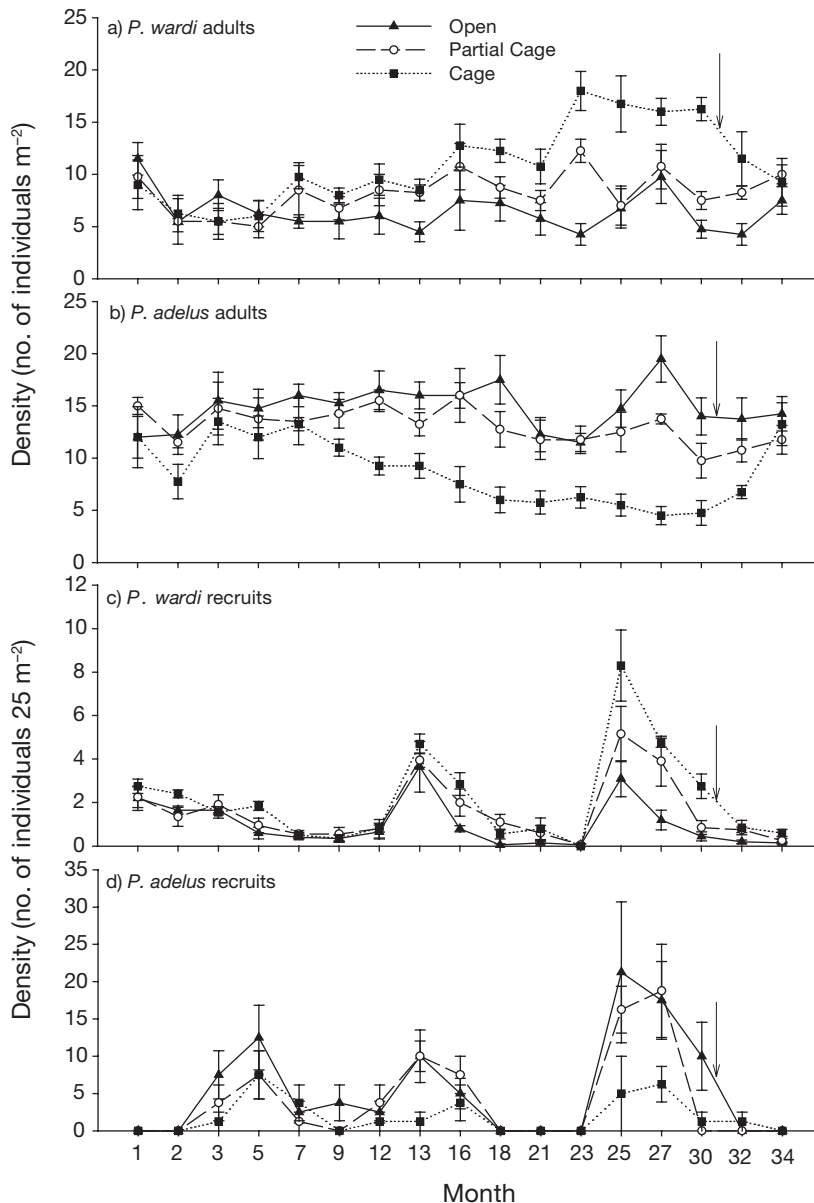 a) P. wardi adults
Open
Partial Cage
Cage
25
20
15
10
5
0
Density (no. of individuals m⁻²)
b) P. adelus adults
25
20
15
10
5
0
c) P. wardi recruits
12
10
8
6
4
2
0
Density (no. of individuals 25 m⁻²)
d) P. adelus recruits
35
30
25
20
15
10
5
0
1 2 3 5 7 9 12 13 16 18 21 23 25 27 30 32 34
Month